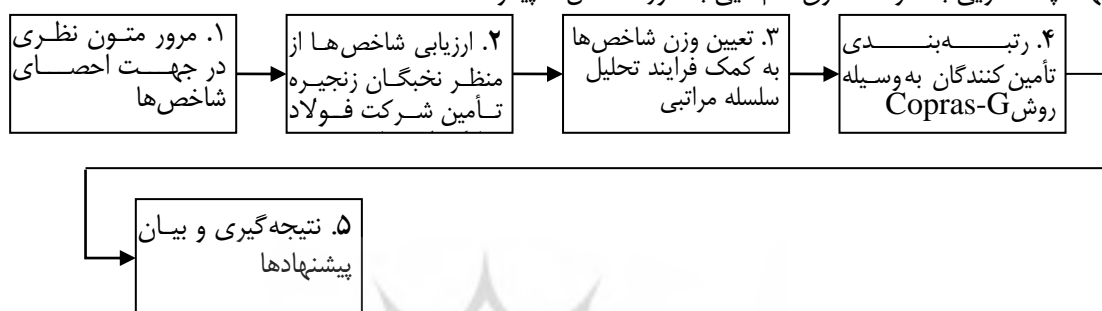 ۱. مرور متون نظری
در جهت احصای
شاخص‌ها
۲. ارزیابی شاخص‌ها از
منظر نخبگان زنجیره
تأمین شرکت فولاد
۳. تعیین وزن شاخص‌ها
به کمک فرایند تحلیل
سلسله مراتبی
۴. رتبه‌بندی
تأمین‌کنندگان به‌وسیله
روش Copras-G
۵. نتیجه‌گیری و بیان
پیشنهادها